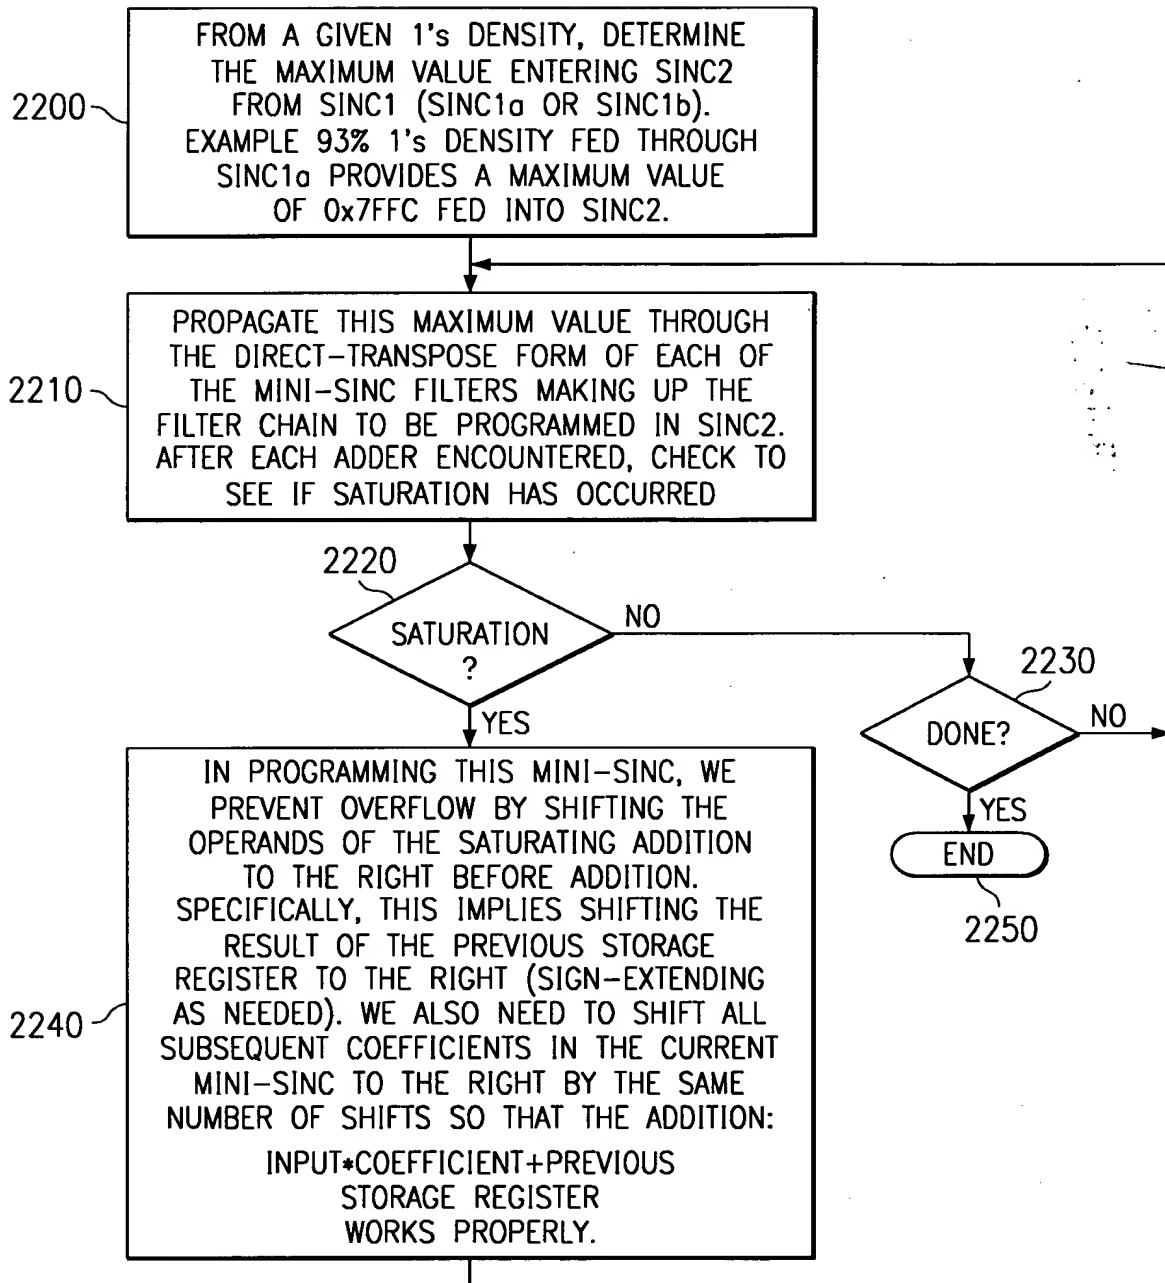 FROM A GIVEN 1's DENSITY, DETERMINE
THE MAXIMUM VALUE ENTERING SINC2
FROM SINC1 (SINC1a OR SINC1b).
EXAMPLE 93% 1's DENSITY FED THROUGH
SINC1a PROVIDES A MAXIMUM VALUE
OF 0x7FFC FED INTO SINC2.
2200
PROPAGATE THIS MAXIMUM VALUE THROUGH
THE DIRECT-TRANSPOSE FORM OF EACH OF
THE MINI-SINC FILTERS MAKING UP THE
FILTER CHAIN TO BE PROGRAMMED IN SINC2.
AFTER EACH ADDER ENCOUNTERED, CHECK TO
SEE IF SATURATION HAS OCCURRED
2210
2220
SATURATION
?
NO
YES
2230
DONE?
NO
YES
END
2250
IN PROGRAMMING THIS MINI-SINC, WE
PREVENT OVERFLOW BY SHIFTING THE
OPERANDS OF THE SATURATING ADDITION
TO THE RIGHT BEFORE ADDITION.
SPECIFICALLY, THIS IMPLIES SHIFTING THE
RESULT OF THE PREVIOUS STORAGE
REGISTER TO THE RIGHT (SIGN-EXTENDING
AS NEEDED). WE ALSO NEED TO SHIFT ALL
SUBSEQUENT COEFFICIENTS IN THE CURRENT
MINI-SINC TO THE RIGHT BY THE SAME
NUMBER OF SHIFTS SO THAT THE ADDITION:
INPUT*COEFFICIENT+PREVIOUS
STORAGE REGISTER
WORKS PROPERLY.
2240